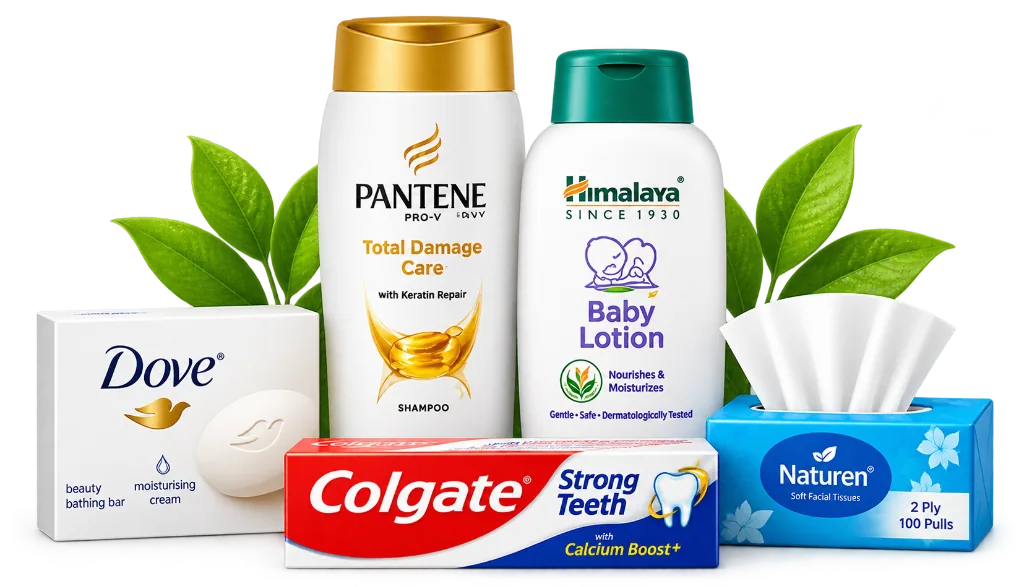 PANTENE
PRO-V
Total Damage
Care
with Keratin Repair
SHAMPOO
Himalaya®
SINCE 1930
Baby
Lotion
Nourishes &
Moisturizes
Gentle • Safe • Dermatologically Tested
Dove®
beauty
bathing bar
moisturising
cream
Colgate
Colgate®
Strong
Teeth
with
Calcium Boost+
Naturen®
Soft Facial Tissues
2 Ply
100 Pulls